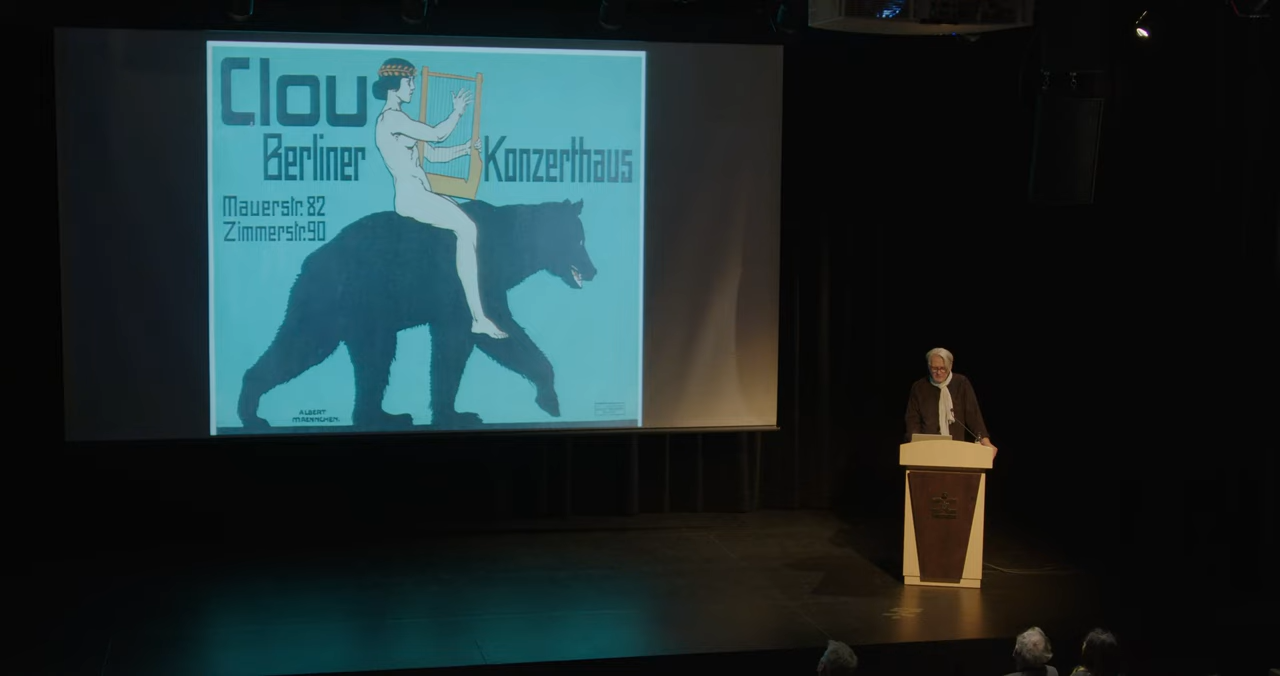 Clou
Berliner Konzerthaus
Mauerstr. 82
Zimmerstr. 90
ALBERT
MAENNCHEN.